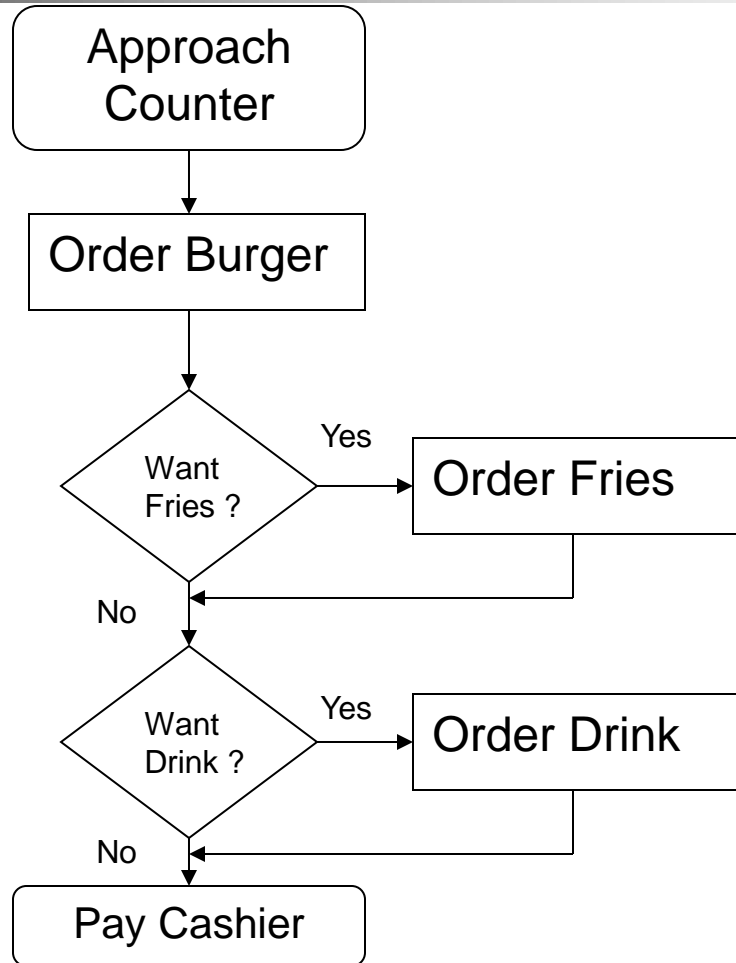 Approach
Counter
Order Burger
Want
Fries ?
Yes
Order Fries
No
Want
Drink ?
Yes
Order Drink
No
Pay Cashier